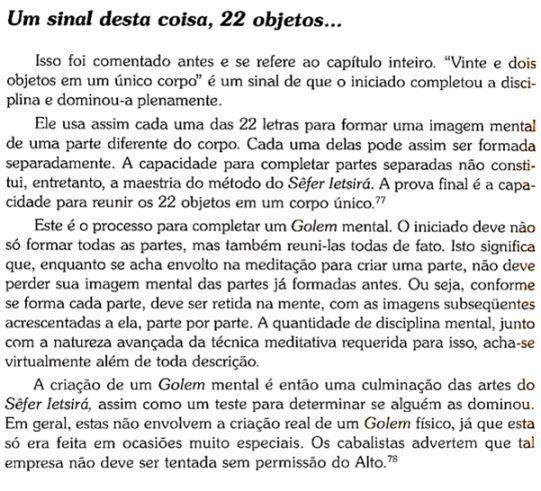 Um sinal desta coisa, 22 objetos...
Isso foi comentado antes e se refere ao capítulo inteiro. “Vinte e dois
objetos em um único corpo” é um sinal de que o iniciado completou a disci-
plina e dominou-a plenamente.
Ele usa assim cada uma das 22 letras para formar uma imagem mental
de uma parte diferente do corpo. Cada uma delas pode assim ser formada
separadamente. A capacidade para completar partes separadas não consti-
tui, entretanto, a maestria do método do Sêfer Ietsirá. A prova final é a capa-
cidade para reunir os 22 objetos em um corpo único.77
Este é o processo para completar um Golem mental. O iniciado deve não
só formar todas as partes, mas também reuni-las todas de fato. Isto significa
que, enquanto se acha envolto na meditação para criar uma parte, não deve
perder sua imagem mental das partes já formadas antes. Ou seja, conforme
se forma cada parte, deve ser retida na mente, com as imagens subseqüentes
acrescentadas a ela, parte por parte. A quantidade de disciplina mental, junto
com a natureza avançada da técnica meditativa requerida para isso, acha-se
virtualmente além de toda descrição.
A criação de um Golem mental é então uma culminação das artes do
Sêfer Ietsirá, assim como um teste para determinar se alguém as dominou.
Em geral, estas não envolvem a criação real de um Golem físico, já que esta
só era feita em ocasiões muito especiais. Os cabalistas advertem que tal
empresa não deve ser tentada sem permissão do Alto.78